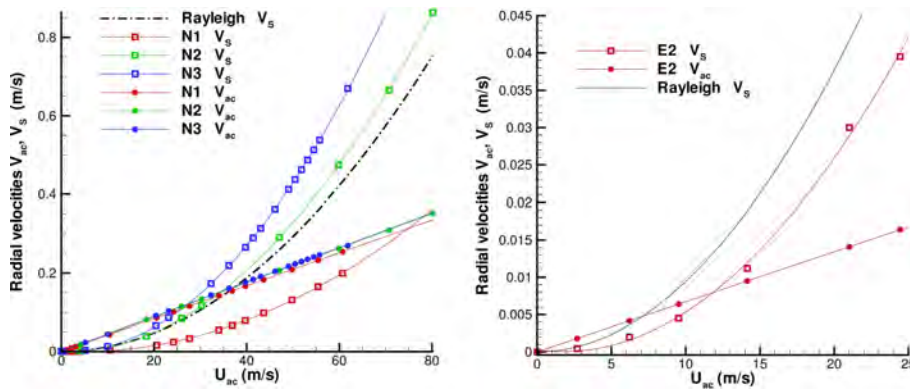 Radial velocities V_ac, V_S (m/s)
0.8
0.6
0.4
0.2
0
Rayleigh V_S
N1 V_S
N2 V_S
N3 V_S
N1 V_ac
N2 V_ac
N3 V_ac
0 20 40 60 80
U_ac (m/s)
Radial velocities V_ac, V_S (m/s)
0.045
0.04
0.035
0.03
0.025
0.02
0.015
0.01
0.005
0
E2 V_S
E2 V_ac
Rayleigh V_S
0 5 10 15 20 25
U_ac (m/s)